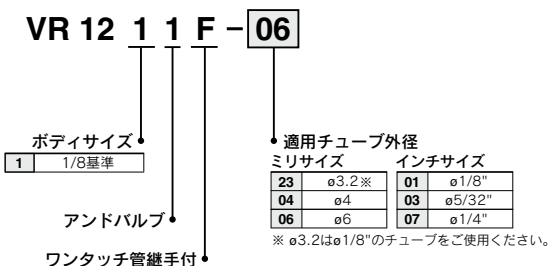 VR 12 1 1 F － 06
ボディサイズ
1 1/8基準
アンドバルブ
ワンタッチ管継手付
適用チューブ外径
ミリサイズ インチサイズ
23 ø3.2※ 01 ø1/8"
04 ø4 03 ø5/32"
06 ø6 07 ø1/4"
※ ø3.2はø1/8"のチューブをご使用ください。